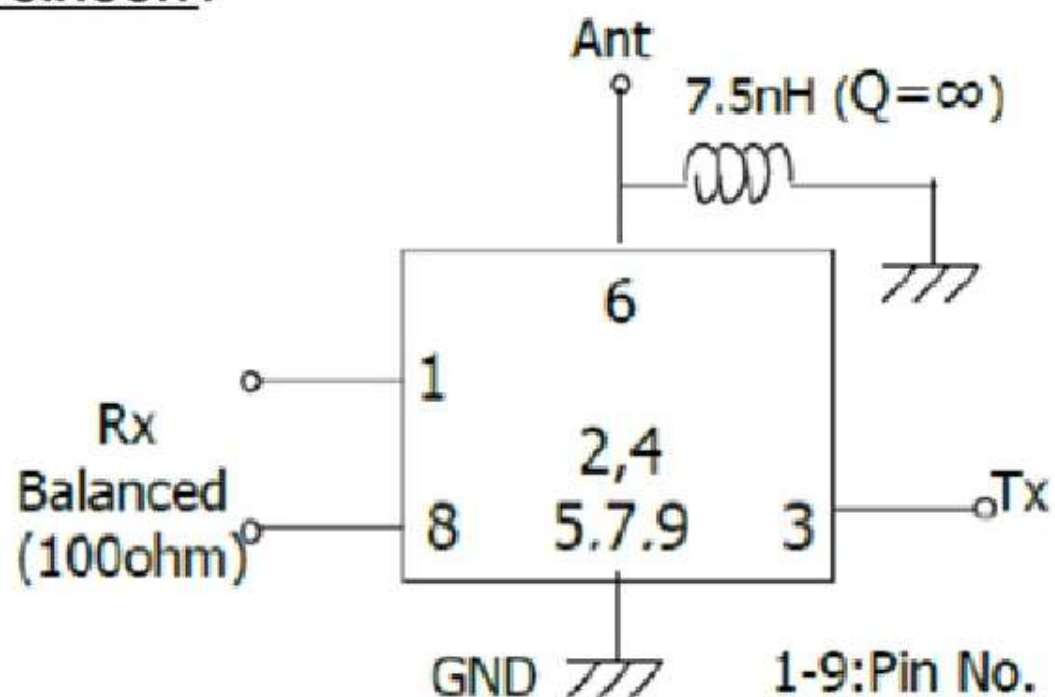 Ant
7.5nH (Q=∞)
6
1
Rx
Balanced
(100ohm)
2,4
8
5.7.9
3
Tx
GND
1-9:Pin No.